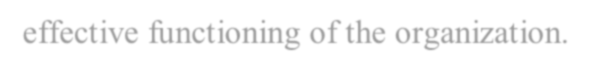 effective functioning of the organization.